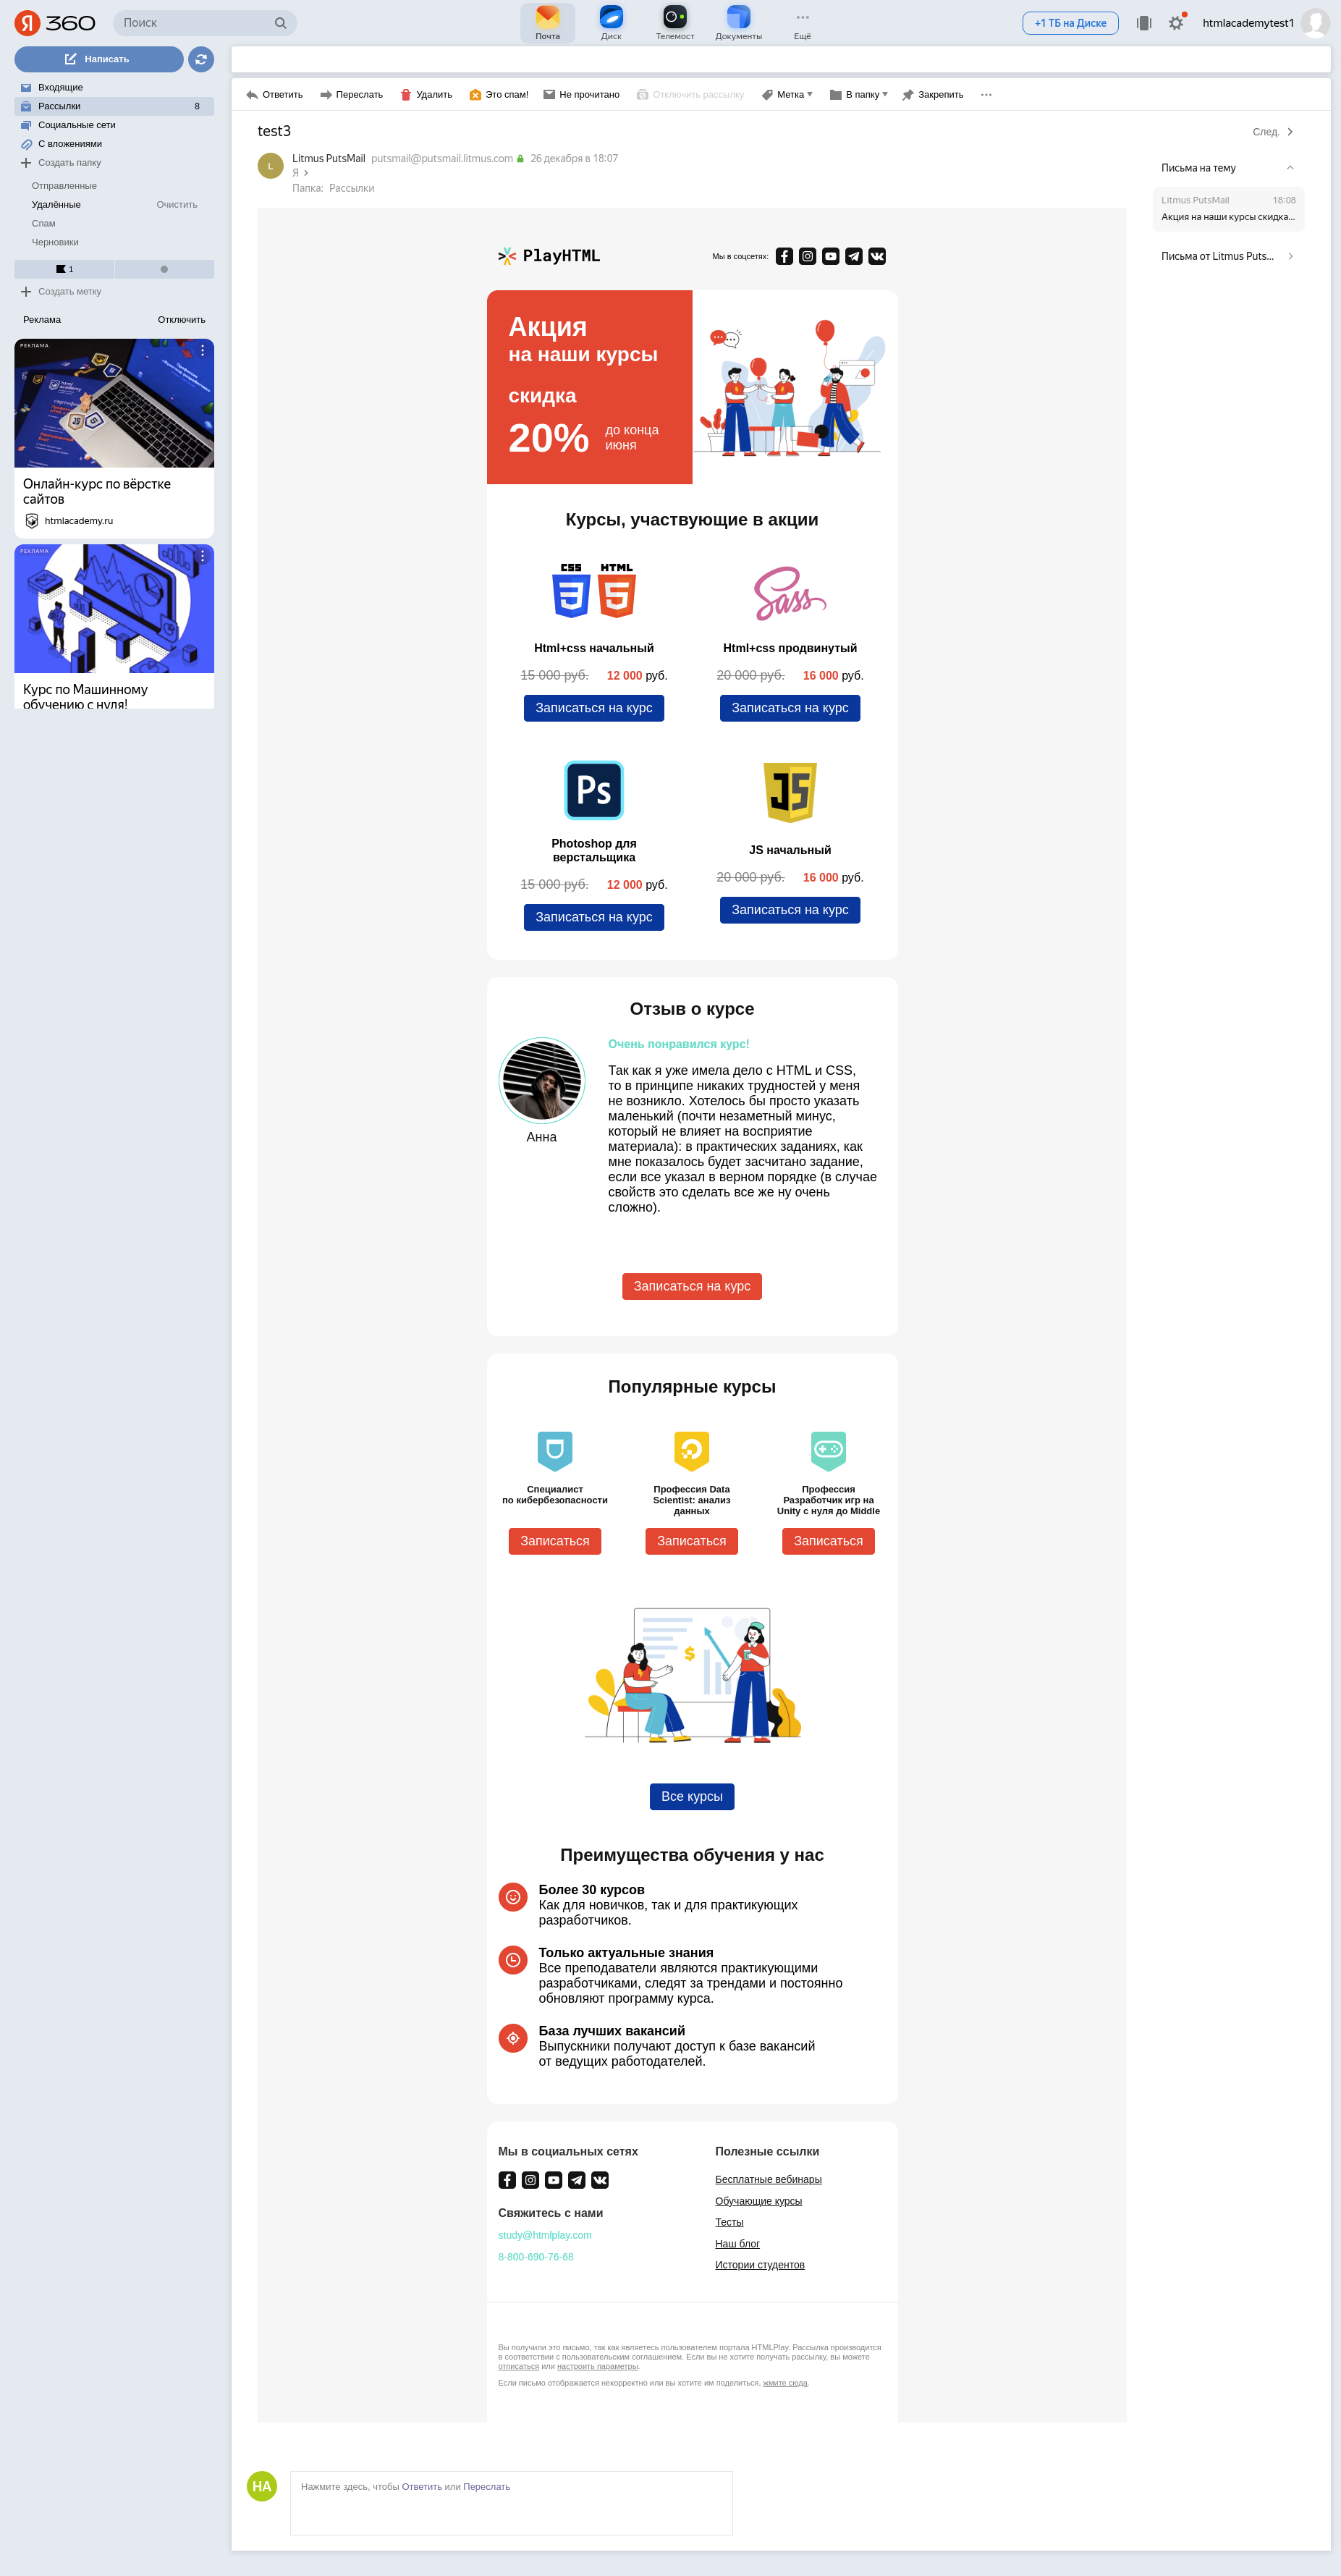 Я 360
Поиск
Почта
Диск
Телемост
Документы
Ещё
+1 ТБ на Диске
htmlacademytest1
Написать
Входящие
Рассылки 8
Социальные сети
С вложениями
Создать папку
Отправленные
Удалённые Очистить
Спам
Черновики
1
Создать метку
Реклама Отключить
РЕКЛАМА
Онлайн-курс по вёрстке
сайтов
htmlacademy.ru
РЕКЛАМА
Курс по Машинному
обучению с нуля!
Ответить Переслать Удалить Это спам! Не прочитано Отключить рассылку Метка В папку Закрепить
test3
След.
L
Litmus PutsMail putsmail@putsmail.litmus.com 26 декабря в 18:07
Я
Папка: Рассылки
Письма на тему
Litmus PutsMail 18:08
Акция на наши курсы скидка...
Письма от Litmus Puts...
PlayHTML
Мы в соцсетях:
Акция
на наши курсы
скидка
20% до конца
июня
Курсы, участвующие в акции
CSS HTML
3 5
Sass
Html+css начальный
15 000 руб. 12 000 руб.
Записаться на курс
Html+css продвинутый
20 000 руб. 16 000 руб.
Записаться на курс
Ps
Photoshop для
верстальщика
15 000 руб. 12 000 руб.
Записаться на курс
JS
JS начальный
20 000 руб. 16 000 руб.
Записаться на курс
Отзыв о курсе
Анна
Очень понравился курс!
Так как я уже имела дело с HTML и CSS,
то в принципе никаких трудностей у меня
не возникло. Хотелось бы просто указать
маленький (почти незаметный минус,
который не влияет на восприятие
материала): в практических заданиях, как
мне показалось будет засчитано задание,
если все указал в верном порядке (в случае
свойств это сделать все же ну очень
сложно).
Записаться на курс
Популярные курсы
Специалист
по кибербезопасности
Записаться
Профессия Data
Scientist: анализ
данных
Записаться
Профессия
Разработчик игр на
Unity с нуля до Middle
Записаться
$
Все курсы
Преимущества обучения у нас
Более 30 курсов
Как для новичков, так и для практикующих
разработчиков.
Только актуальные знания
Все преподаватели являются практикующими
разработчиками, следят за трендами и постоянно
обновляют программу курса.
База лучших вакансий
Выпускники получают доступ к базе вакансий
от ведущих работодателей.
Мы в социальных сетях
Свяжитесь с нами
study@htmlplay.com
8-800-690-76-68
Полезные ссылки
Бесплатные вебинары
Обучающие курсы
Тесты
Наш блог
Истории студентов
Вы получили это письмо, так как являетесь пользователем портала HTMLPlay. Рассылка производится
в соответствии с пользовательским соглашением. Если вы не хотите получать рассылку, вы можете
отписаться или настроить параметры.
Если письмо отображается некорректно или вы хотите им поделиться, жмите сюда.
HA
Нажмите здесь, чтобы Ответить или Переслать